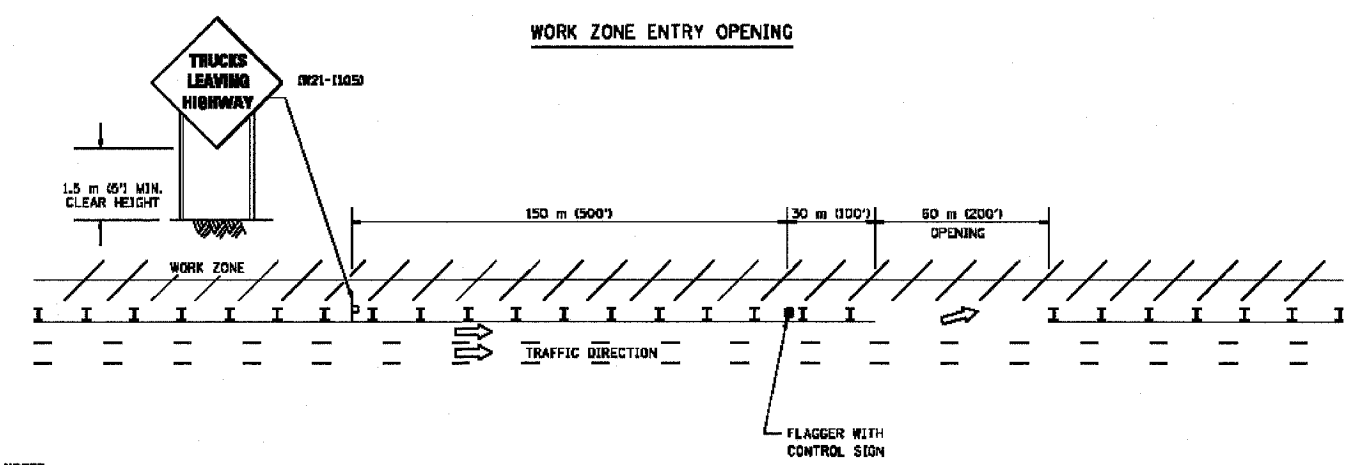 WORK ZONE ENTRY OPENING
TRUCKS
LEAVING
HIGHWAY
(W21-I105)
1.5 m (5') MIN.
CLEAR HEIGHT
150 m (500')
30 m (100')
60 m (200')
OPENING
WORK ZONE
TRAFFIC DIRECTION
FLAGGER WITH
CONTROL SIGN